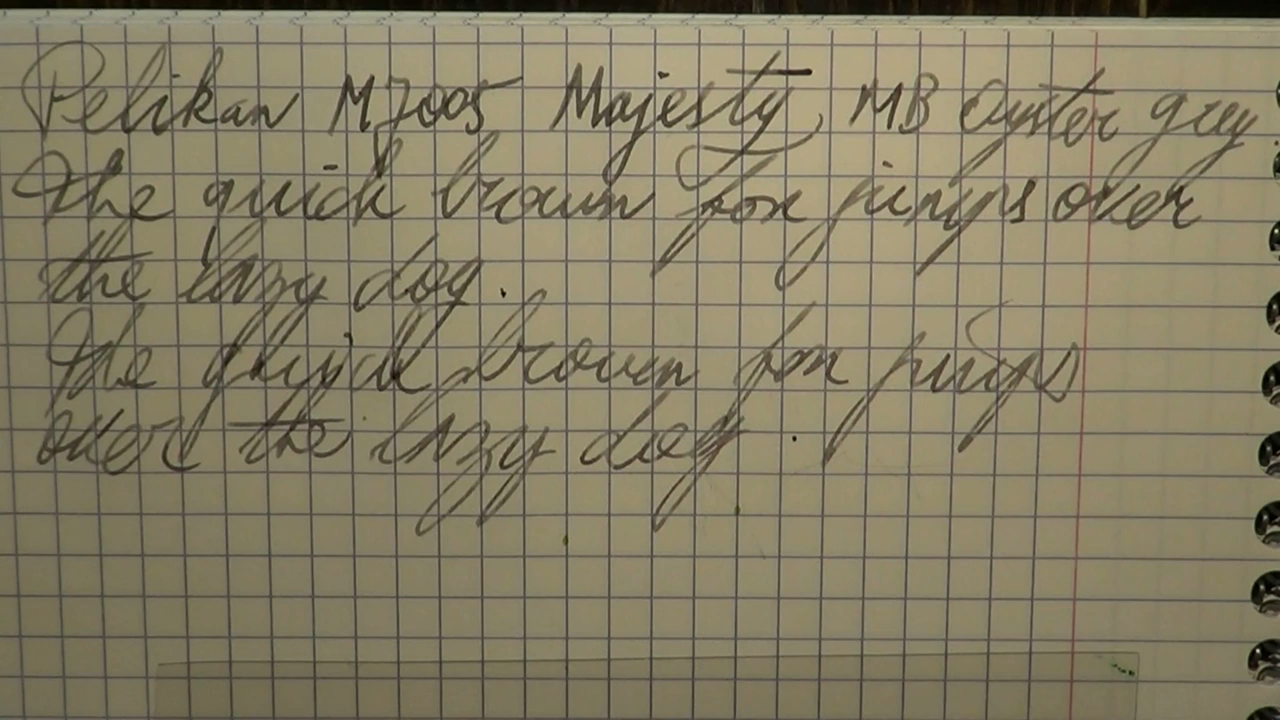 Pelikan M7005 Majesty, MB Oyster grey
The quick brown fox jumps over
the lazy dog.
The quick brown fox jumps
over the lazy dog.